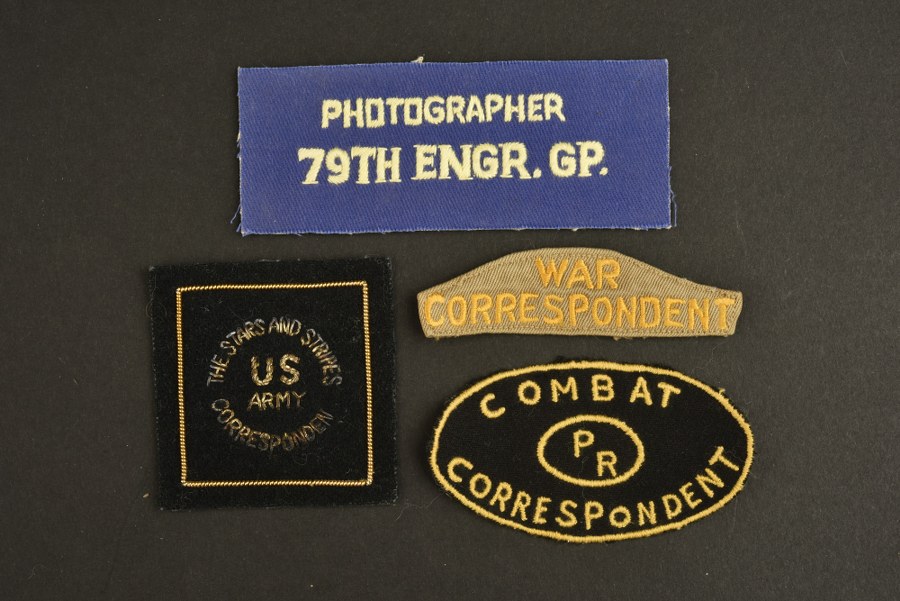 PHOTOGRAPHER
79TH ENGR. GP.
WAR
CORRESPONDENT
THE STARS AND STRIPES
US
ARMY
CORRESPONDEN
COMBAT
PR
CORRESPONDENT